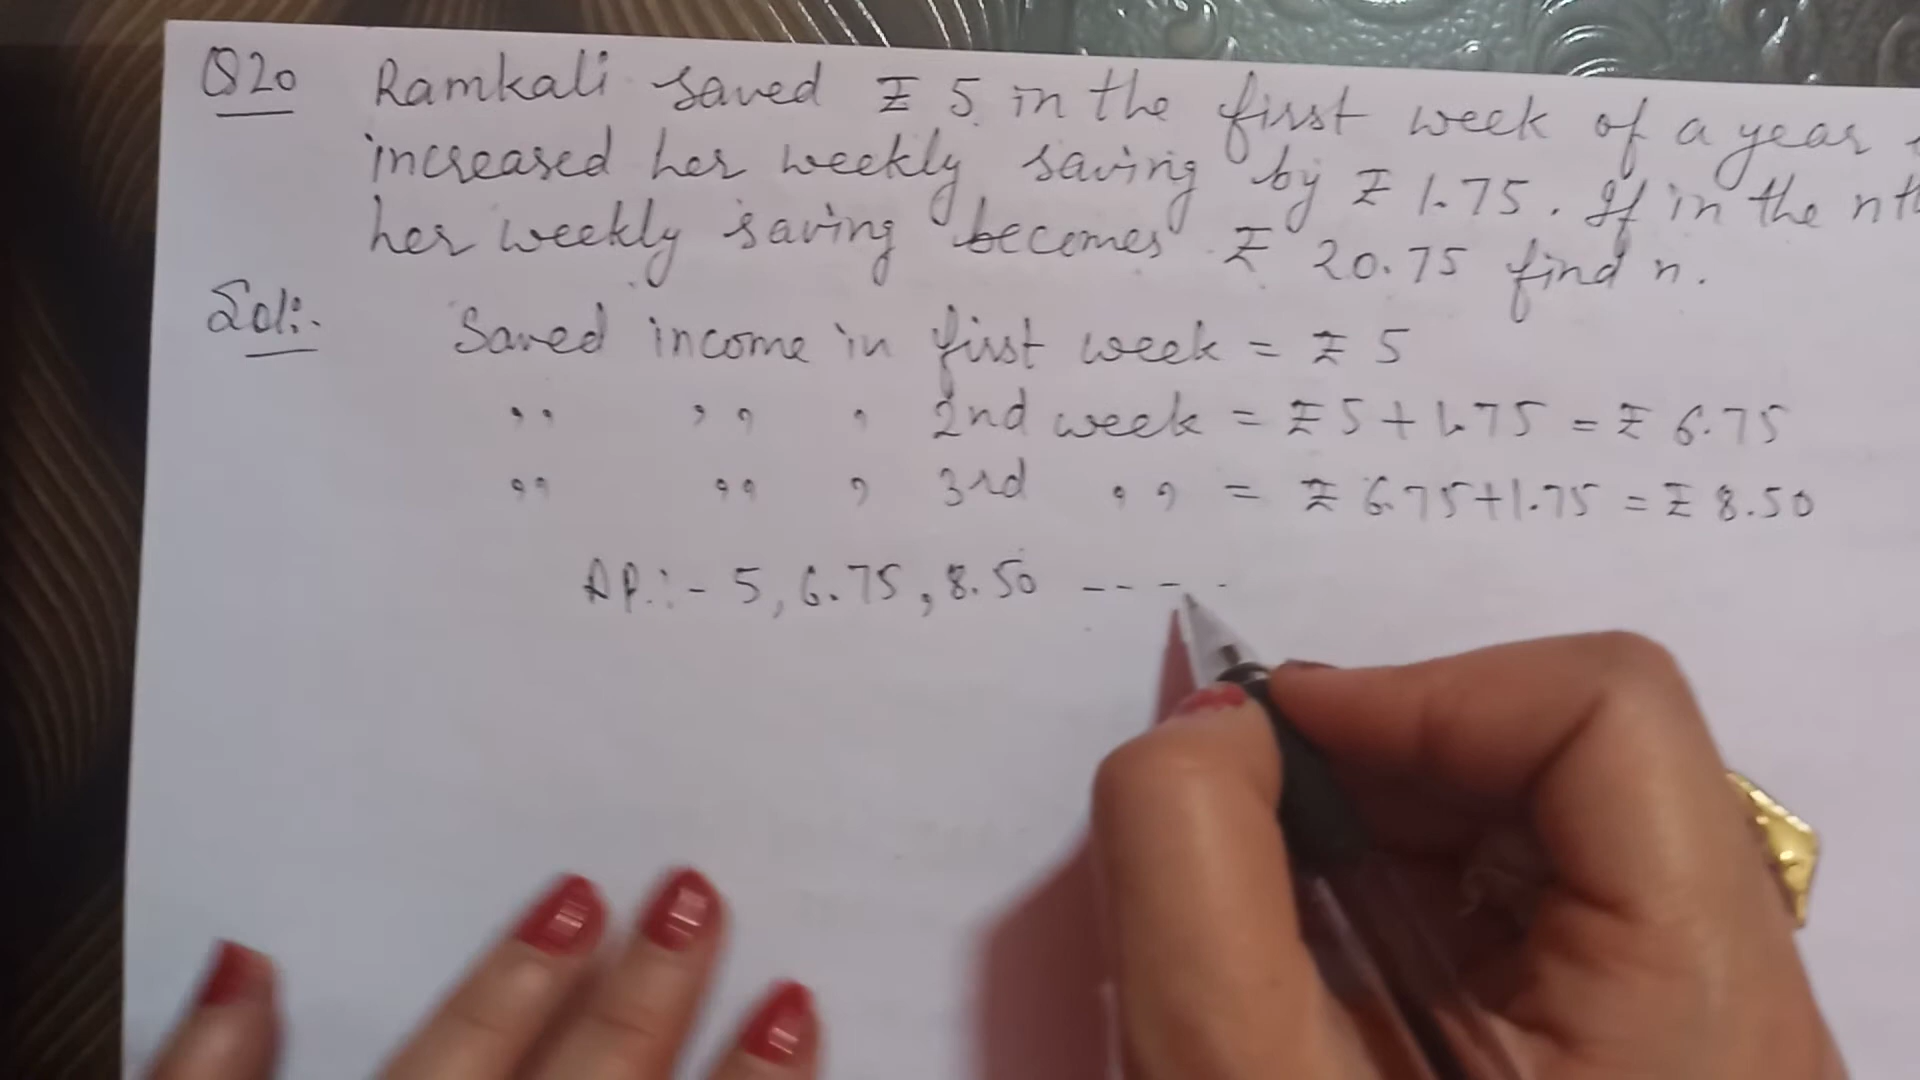 Q20 Ramkali saved ₹ 5 in the first week of a year
increased her weekly saving by ₹ 1.75. If in the nth
her weekly saving becomes ₹ 20.75 find n.
Sol:- Saved income in first week = ₹ 5
,, ,, , 2nd week = ₹ 5 + 1.75 = ₹ 6.75
,, ,, , 3rd ,, = ₹ 6.75+1.75 = ₹ 8.50
AP.:- 5, 6.75, 8.50 ----